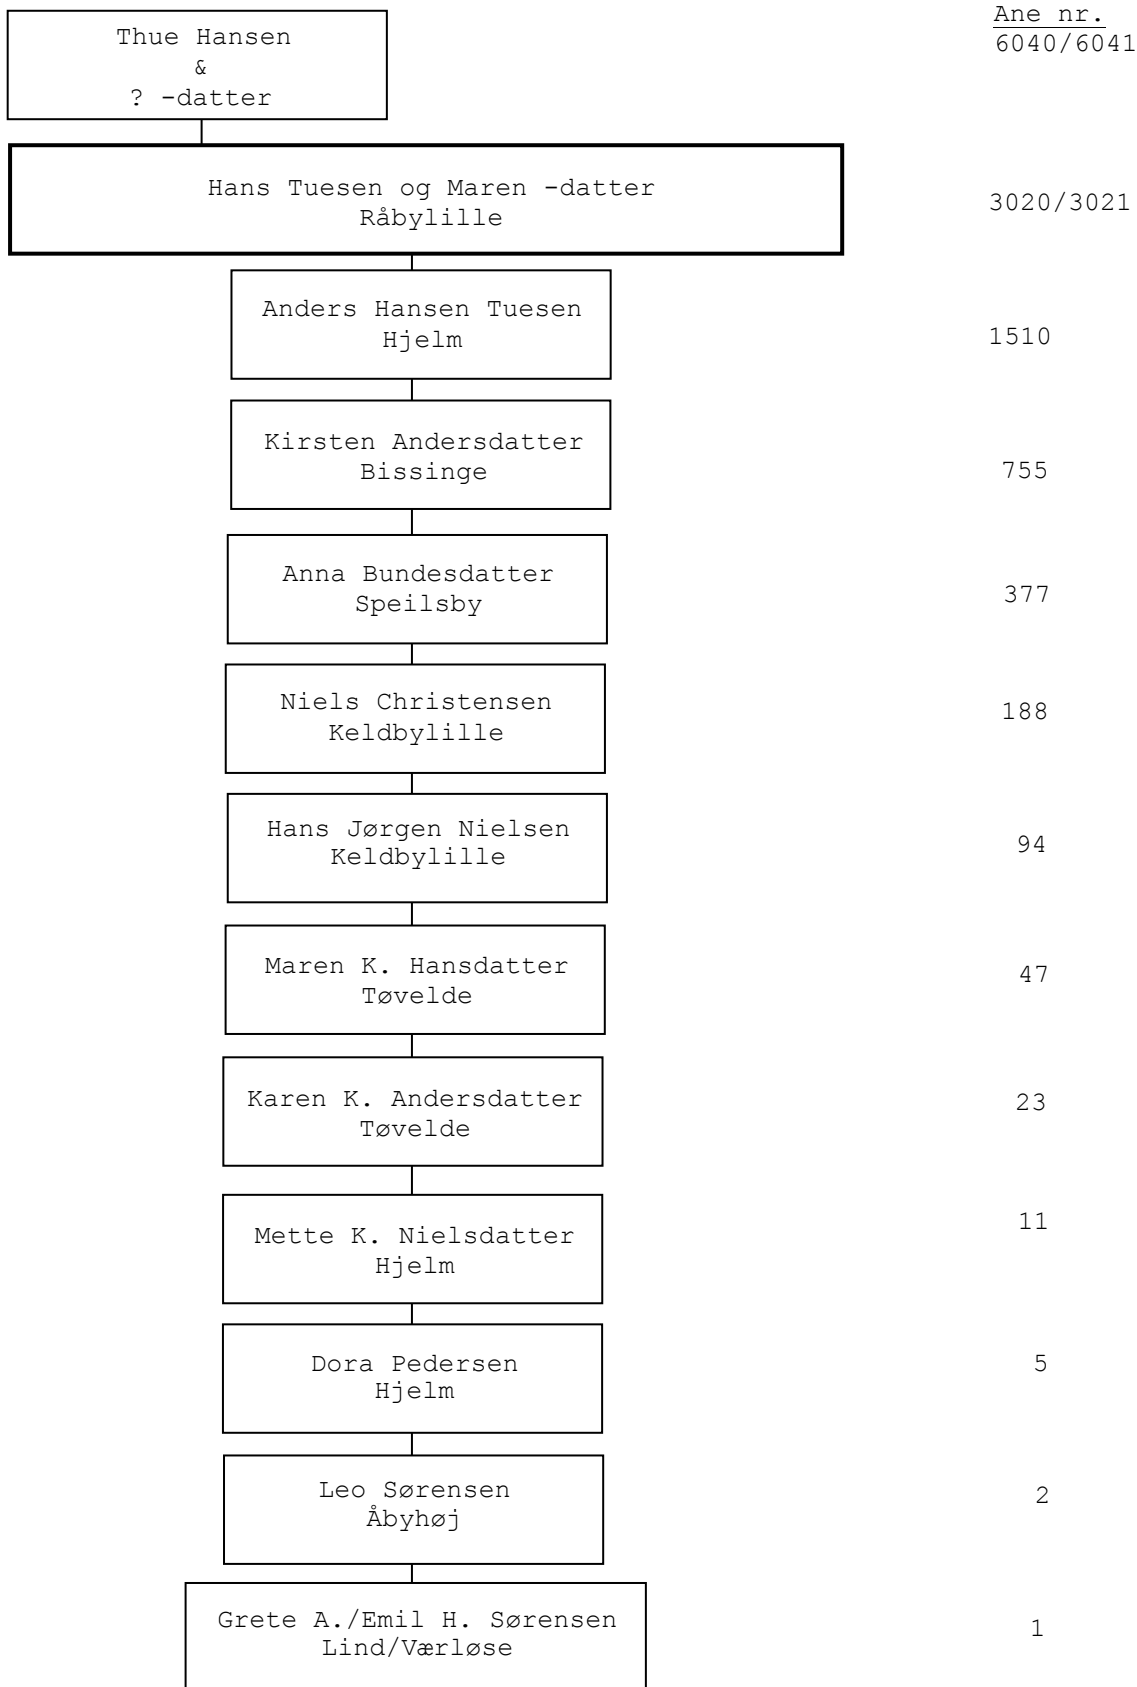 Ane nr.
6040/6041
Thue Hansen
&
? -datter
Hans Tuesen og Maren -datter
Råbylille
3020/3021
Anders Hansen Tuesen
Hjelm
1510
Kirsten Andersdatter
Bissinge
755
Anna Bundesdatter
Speilsby
377
Niels Christensen
Keldbylille
188
Hans Jørgen Nielsen
Keldbylille
94
Maren K. Hansdatter
Tøvelde
47
Karen K. Andersdatter
Tøvelde
23
Mette K. Nielsdatter
Hjelm
11
Dora Pedersen
Hjelm
5
Leo Sørensen
Åbyhøj
2
Grete A./Emil H. Sørensen
Lind/Værløse
1